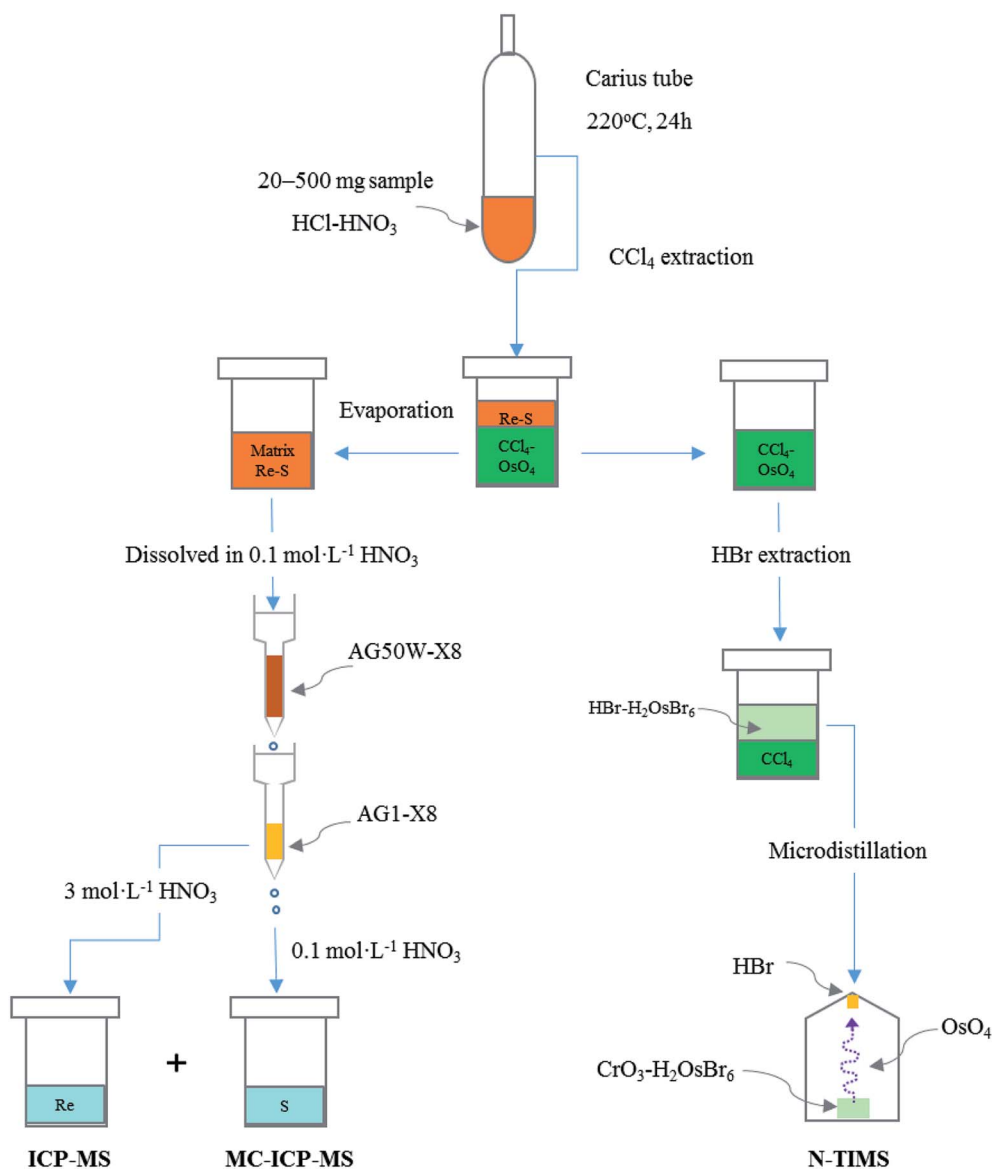 Carius tube
220°C, 24h
20–500 mg sample
HCl-HNO₃
CCl₄ extraction
Evaporation
Matrix
Re-S
Re-S
CCl₄-
OsO₄
CCl₄-
OsO₄
Dissolved in 0.1 mol·L⁻¹ HNO₃
HBr extraction
AG50W-X8
HBr-H₂OsBr₆
CCl₄
AG1-X8
Microdistillation
3 mol·L⁻¹ HNO₃
0.1 mol·L⁻¹ HNO₃
HBr
OsO₄
CrO₃-H₂OsBr₆
Re
+
S
ICP-MS
MC-ICP-MS
N-TIMS